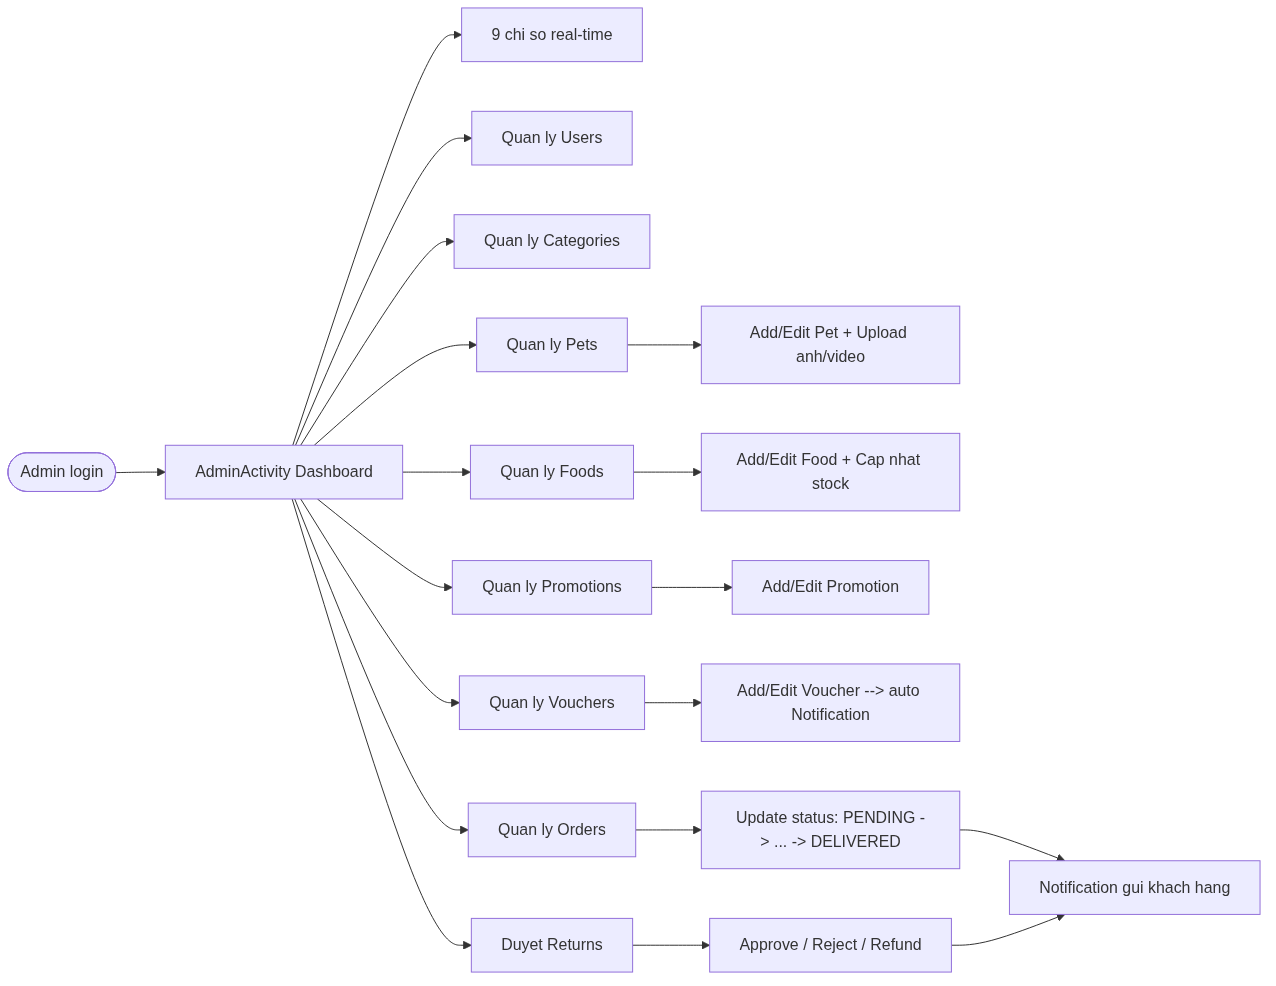 9 chi so real-time
Quan ly Users
Quan ly Categories
Quan ly Pets
Add/Edit Pet + Upload
anh/video
Admin login
AdminActivity Dashboard
Quan ly Foods
Add/Edit Food + Cap nhat
stock
Quan ly Promotions
Add/Edit Promotion
Quan ly Vouchers
Add/Edit Voucher --> auto
Notification
Quan ly Orders
Update status: PENDING -
> ... -> DELIVERED
Notification gui khach hang
Duyet Returns
Approve / Reject / Refund